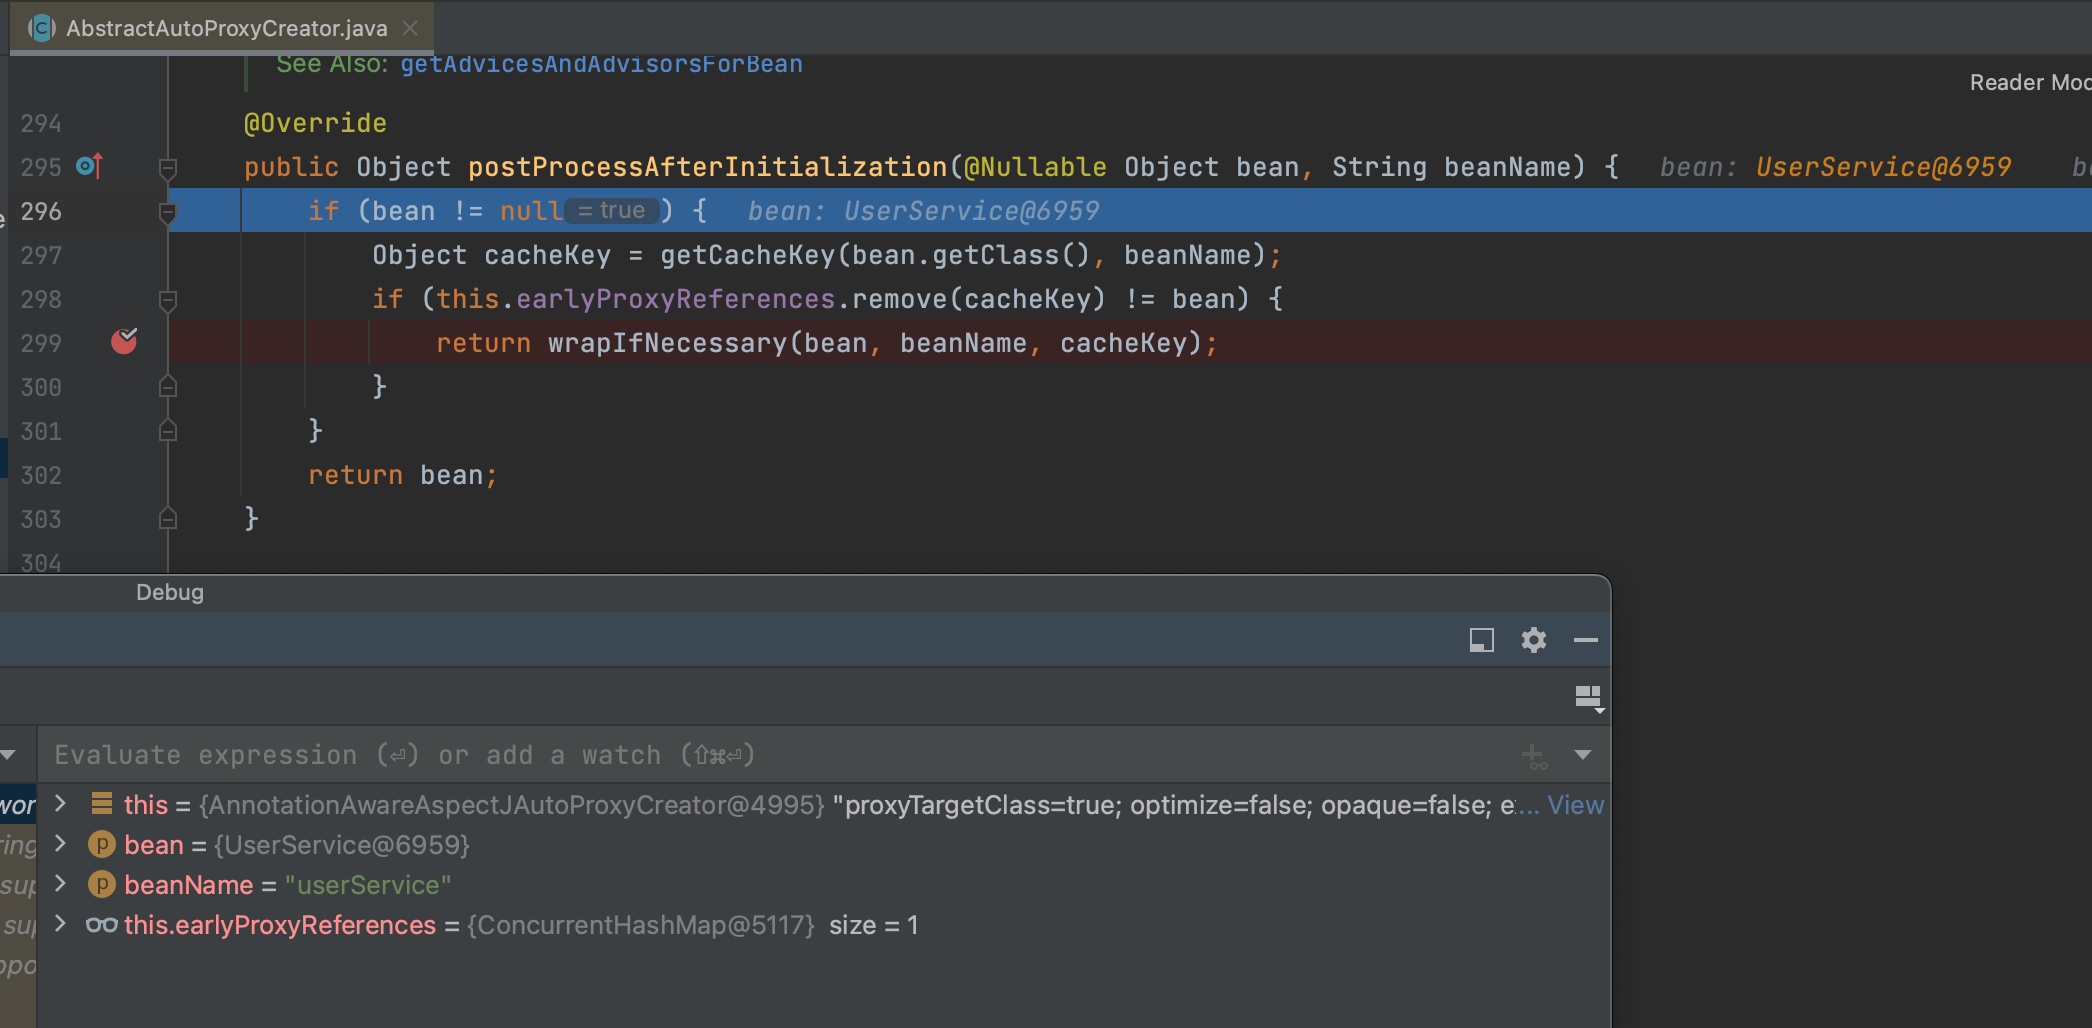 AbstractAutoProxyCreator.java
See Also: getAdvicesAndAdvisorsForBean
Reader Mod
294 @Override
295 public Object postProcessAfterInitialization(@Nullable Object bean, String beanName) { bean: UserService@6959 be
296 if (bean != null = true ) { bean: UserService@6959
297 Object cacheKey = getCacheKey(bean.getClass(), beanName);
298 if (this.earlyProxyReferences.remove(cacheKey) != bean) {
299 return wrapIfNecessary(bean, beanName, cacheKey);
300 }
301 }
302 return bean;
303 }
304
Debug
Evaluate expression (⏎) or add a watch (⇧⌘⏎)
wor this = {AnnotationAwareAspectJAutoProxyCreator@4995} "proxyTargetClass=true; optimize=false; opaque=false; e... View
ring bean = {UserService@6959}
sup beanName = "userService"
sup this.earlyProxyReferences = {ConcurrentHashMap@5117} size = 1
ppo